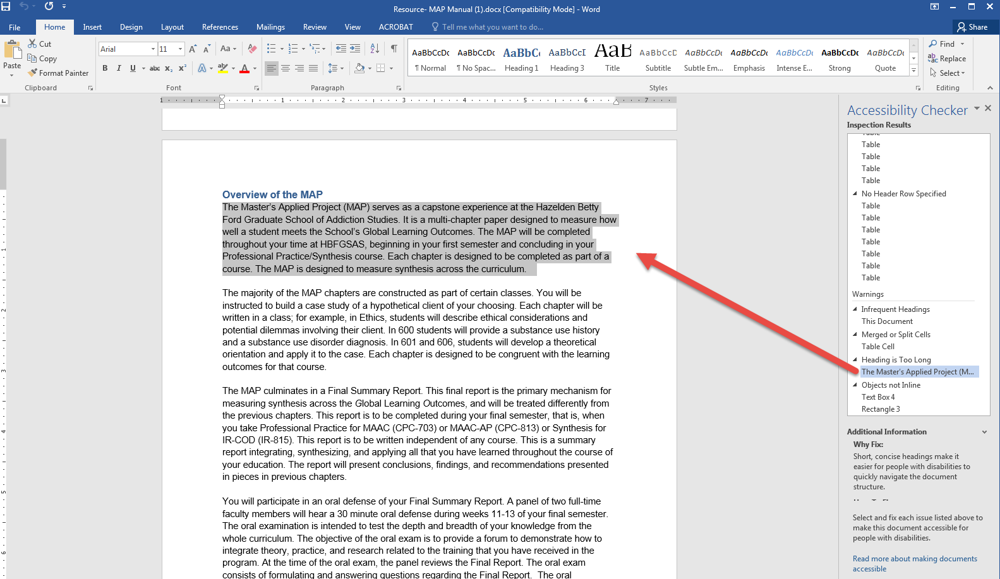 Resource- MAP Manual (1).docx [Compatibility Mode] - Word
File Home Insert Design Layout References Mailings Review View ACROBAT Tell me what you want to do... Share
Paste
Cut
Copy
Format Painter
Clipboard
Arial 11
Aa
B I U abc x₂ x² A A
Font
Paragraph
AaBbCcDc AaBbCcDc AaBbC AaBbCcI AaB AaBbCcD AaBbCcDc AaBbCcDc AaBbCcDc AaBbCcDc AaBbCcDc
¶ Normal ¶ No Spac... Heading 1 Heading 3 Title Subtitle Subtle Em... Emphasis Intense E... Strong Quote
Styles
Find
Replace
Select
Editing
1 1 2 3 4 5 6 7
Overview of the MAP
The Master's Applied Project (MAP) serves as a capstone experience at the Hazelden Betty
Ford Graduate School of Addiction Studies. It is a multi-chapter paper designed to measure how
well a student meets the School's Global Learning Outcomes. The MAP will be completed
throughout your time at HBFGSAS, beginning in your first semester and concluding in your
Professional Practice/Synthesis course. Each chapter is designed to be completed as part of a
course. The MAP is designed to measure synthesis across the curriculum.
The majority of the MAP chapters are constructed as part of certain classes. You will be
instructed to build a case study of a hypothetical client of your choosing. Each chapter will be
written in a class; for example, in Ethics, students will describe ethical considerations and
potential dilemmas involving their client. In 600 students will provide a substance use history
and a substance use disorder diagnosis. In 601 and 606, students will develop a theoretical
orientation and apply it to the case. Each chapter is designed to be congruent with the learning
outcomes for that course.
The MAP culminates in a Final Summary Report. This final report is the primary mechanism for
measuring synthesis across the Global Learning Outcomes, and will be treated differently from
the previous chapters. This report is to be completed during your final semester, that is, when
you take Professional Practice for MAAC (CPC-703) or MAAC-AP (CPC-813) or Synthesis for
IR-COD (IR-815). This report is to be written independent of any course. This is a summary
report integrating, synthesizing, and applying all that you have learned throughout the course of
your education. The report will present conclusions, findings, and recommendations presented
in pieces in previous chapters.
You will participate in an oral defense of your Final Summary Report. A panel of two full-time
faculty members will hear a 30 minute oral defense during weeks 11-13 of your final semester.
The oral examination is intended to test the depth and breadth of your knowledge from the
whole curriculum. The objective of the oral exam is to provide a forum to demonstrate how to
integrate theory, practice, and research related to the training that you have received in the
program. At the time of the oral exam, the panel reviews the Final Report. The oral exam
consists of formulating and answering questions regarding the Final Report. The oral
Accessibility Checker
Inspection Results
Table
Table
Table
Table
Table
No Header Row Specified
Table
Table
Table
Table
Table
Table
Table
Warnings
Infrequent Headings
This Document
Merged or Split Cells
Table Cell
Heading is Too Long
The Master's Applied Project (M...
Objects not Inline
Text Box 4
Rectangle 3
Additional Information
Why Fix:
Short, concise headings make it
easier for people with disabilities to
quickly navigate the document
structure.
Select and fix each issue listed above to
make this document accessible for
people with disabilities.
Read more about making documents
accessible